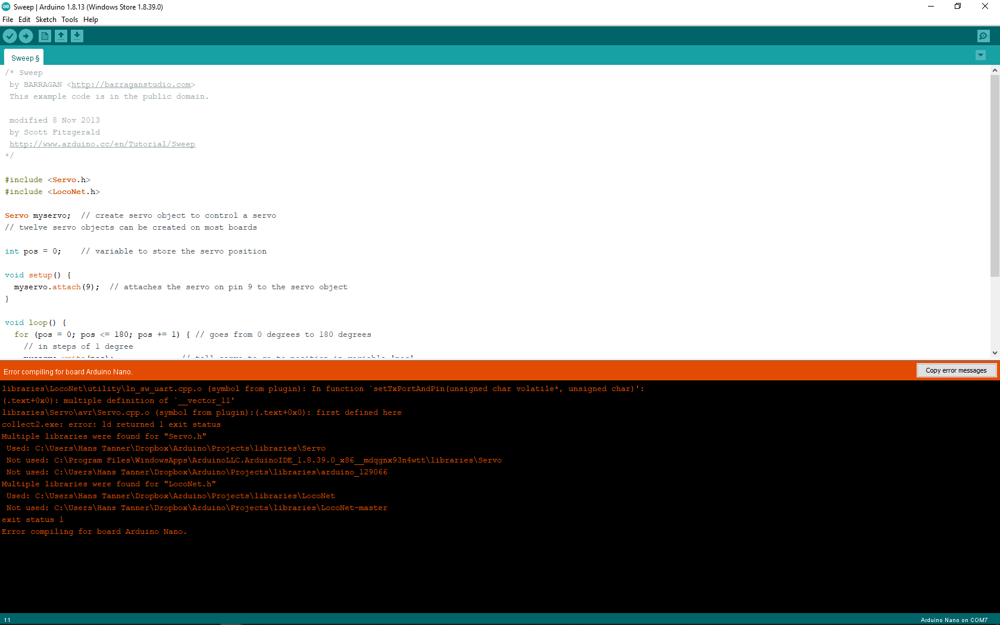 Sweep | Arduino 1.8.13 (Windows Store 1.8.39.0)
File Edit Sketch Tools Help
Sweep §
/* Sweep
by BARRAGAN <http://barraganstudio.com>
This example code is in the public domain.
modified 8 Nov 2013
by Scott Fitzgerald
http://www.arduino.cc/en/Tutorial/Sweep
*/
#include <Servo.h>
#include <LocoNet.h>
Servo myservo;  // create servo object to control a servo
// twelve servo objects can be created on most boards
int pos = 0;    // variable to store the servo position
void setup() {
myservo.attach(9);  // attaches the servo on pin 9 to the servo object
}
void loop() {
for (pos = 0; pos <= 180; pos += 1) { // goes from 0 degrees to 180 degrees
// in steps of 1 degree
myservo.write(pos);              // tell servo to go to position in variable 'pos'
Error compiling for board Arduino Nano.
Copy error messages
libraries\LocoNet\utility\ln_sw_uart.cpp.o (symbol from plugin): In function `setTxPortAndPin(unsigned char volatile*, unsigned char)':
(.text+0x0): multiple definition of `__vector_11'
libraries\Servo\avr\Servo.cpp.o (symbol from plugin):(.text+0x0): first defined here
collect2.exe: error: ld returned 1 exit status
Multiple libraries were found for "Servo.h"
Used: C:\Users\Hans Tanner\Dropbox\Arduino\Projects\libraries\Servo
Not used: C:\Program Files\WindowsApps\ArduinoLLC.ArduinoIDE_1.8.39.0_x86__mdqgnx93n4wtt\libraries\Servo
Not used: C:\Users\Hans Tanner\Dropbox\Arduino\Projects\libraries\arduino_129066
Multiple libraries were found for "LocoNet.h"
Used: C:\Users\Hans Tanner\Dropbox\Arduino\Projects\libraries\LocoNet
Not used: C:\Users\Hans Tanner\Dropbox\Arduino\Projects\libraries\LocoNet-master
exit status 1
Error compiling for board Arduino Nano.
11
Arduino Nano on COM7